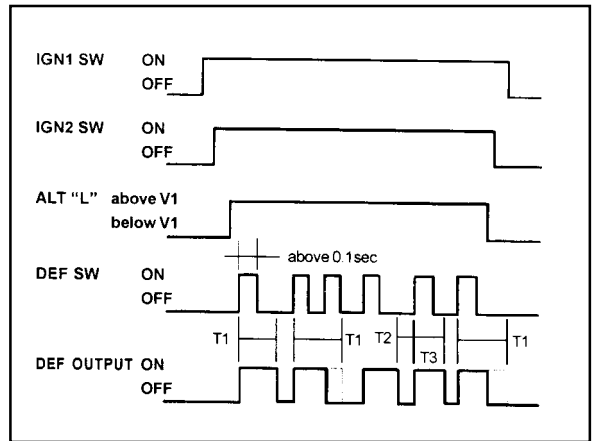 IGN1 SW ON
OFF
IGN2 SW ON
OFF
ALT “L” above V1
below V1
above 0.1sec
DEF SW ON
OFF
T1 T1 T2 T3 T1
DEF OUTPUT ON
OFF